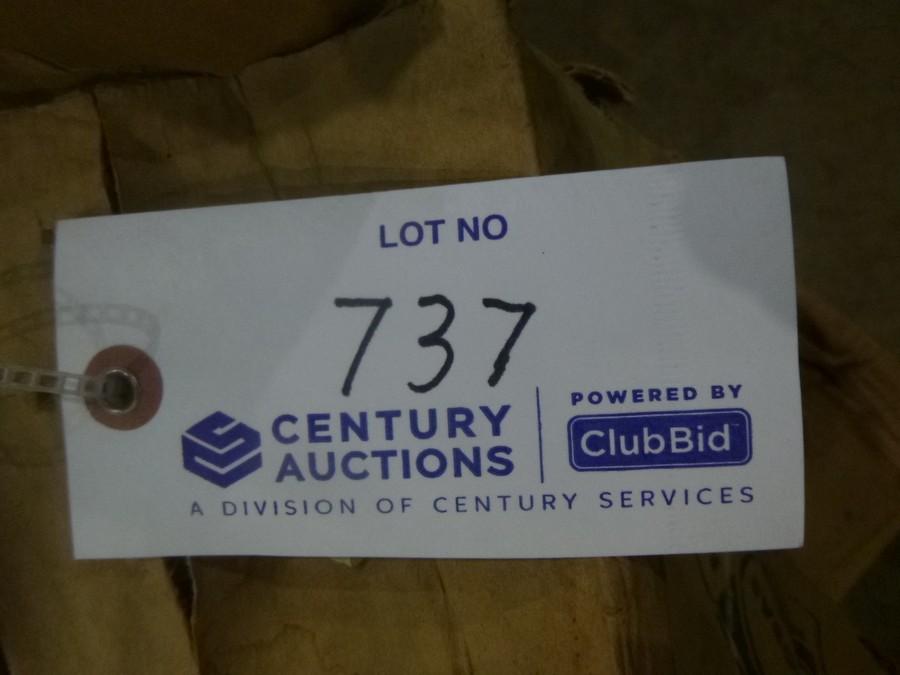 LOT NO
737
CENTURY
AUCTIONS
POWERED BY
ClubBid
A DIVISION OF CENTURY SERVICES